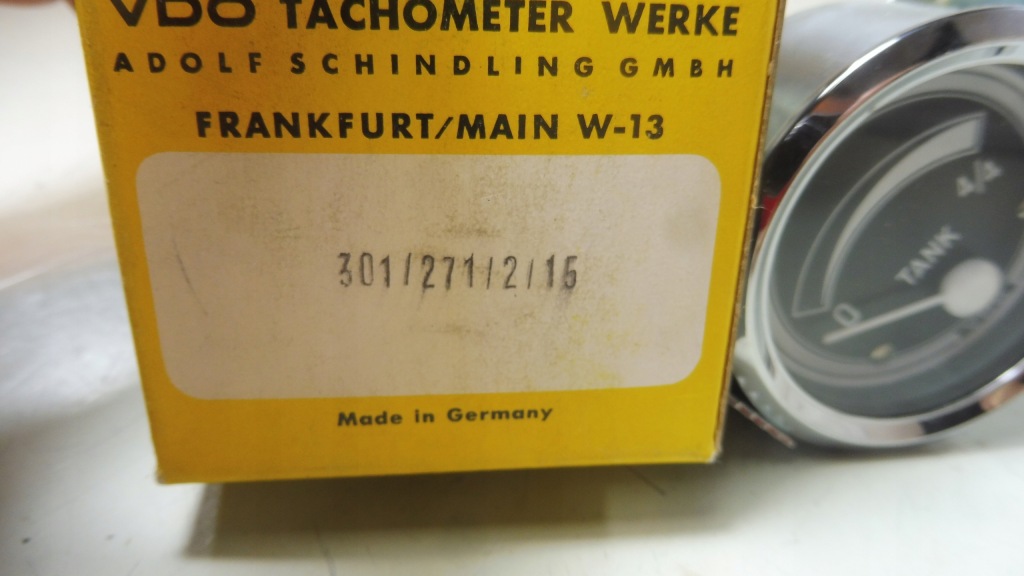 VDO TACHOMETER WERKE
ADOLF SCHINDLING GMBH
FRANKFURT/MAIN W-13
301/271/2/15
Made in Germany
4/4
TANK
0